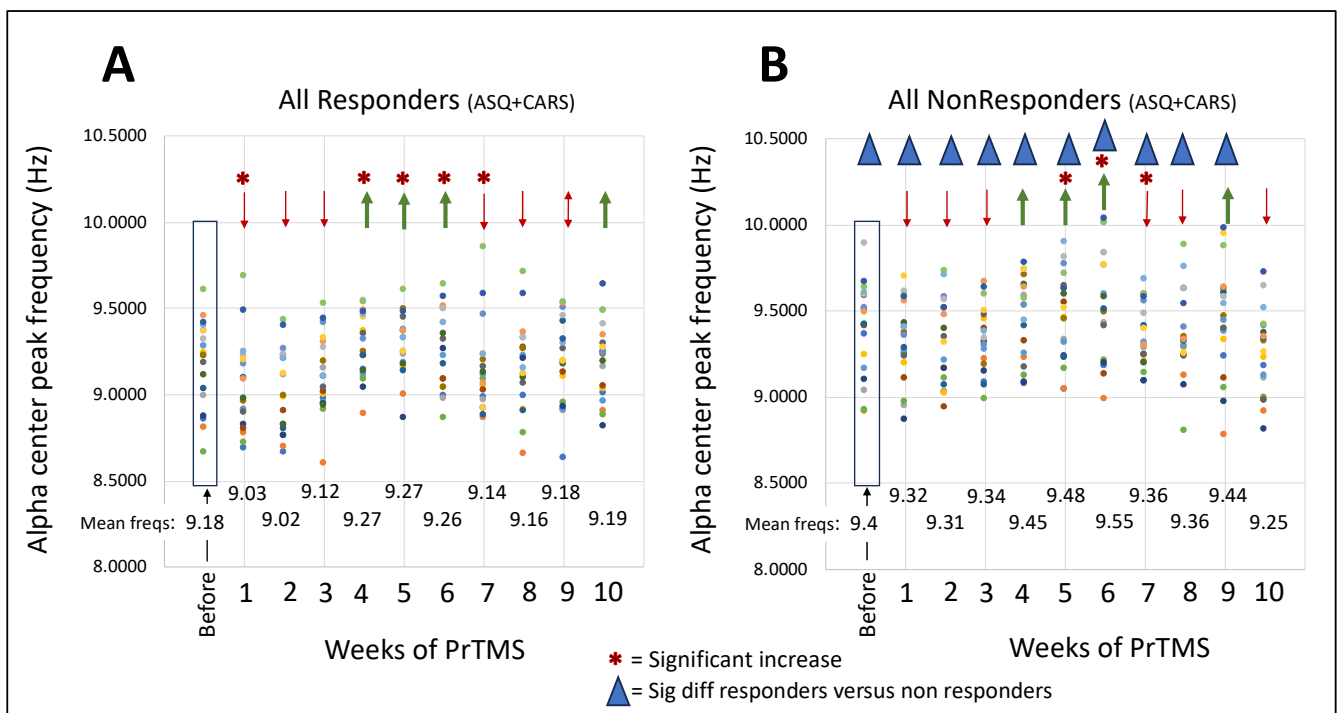 A
All Responders (ASQ+CARS)
Alpha center peak frequency (Hz)
10.5000
10.0000
9.5000
9.0000
8.5000
8.0000
* * * * *
9.03 9.12 9.27 9.14 9.18
Mean freqs: 9.18 9.02 9.27 9.26 9.16 9.19
Before 1 2 3 4 5 6 7 8 9 10
Weeks of PrTMS
B
All NonResponders (ASQ+CARS)
Alpha center peak frequency (Hz)
10.5000
10.0000
9.5000
9.0000
8.5000
8.0000
* * *
9.32 9.34 9.48 9.36 9.44
Mean freqs: 9.4 9.31 9.45 9.55 9.36 9.25
Before 1 2 3 4 5 6 7 8 9 10
Weeks of PrTMS
* = Significant increase
= Sig diff responders versus non responders